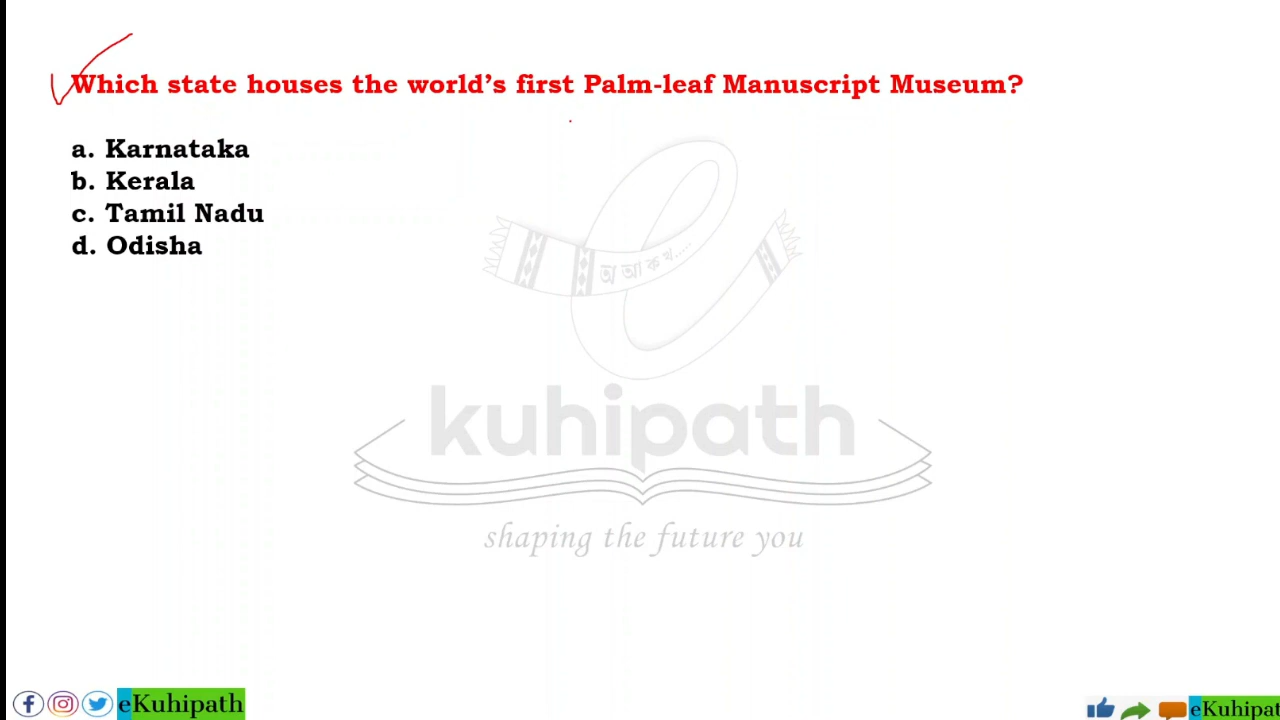 Which state houses the world's first Palm-leaf Manuscript Museum?
a. Karnataka
b. Kerala
c. Tamil Nadu
d. Odisha
অ আ ক খ.....
kuhipath
shaping the future you
eKuhipath
eKuhipat